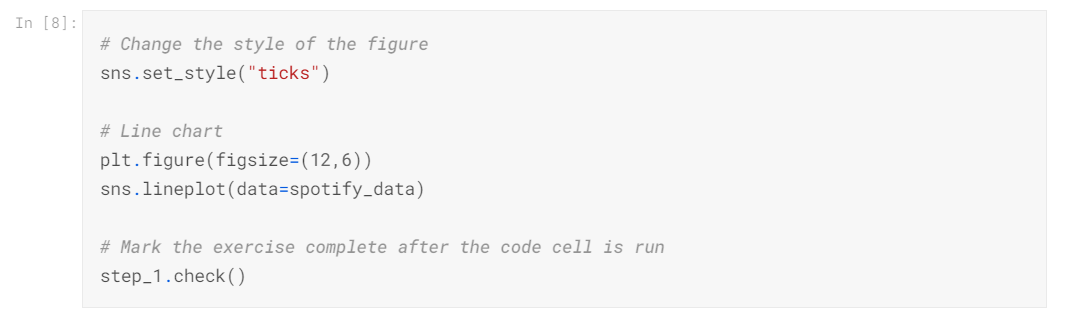 In [8]:
# Change the style of the figure
sns.set_style("ticks")
# Line chart
plt.figure(figsize=(12,6))
sns.lineplot(data=spotify_data)
# Mark the exercise complete after the code cell is run
step_1.check()